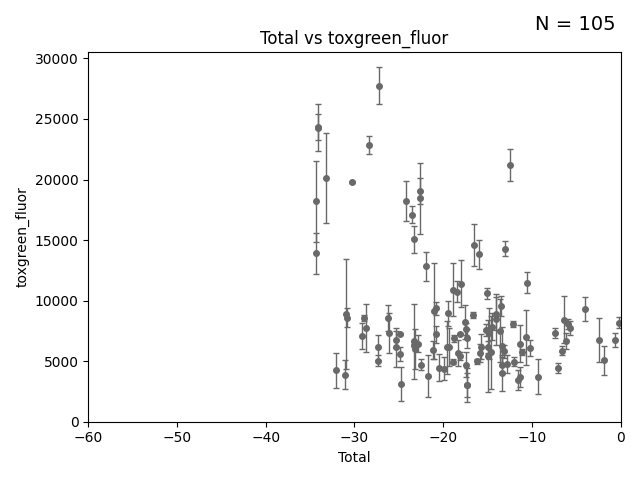 N = 105
Total vs toxgreen_fluor
30000
25000
20000
15000
10000
5000
0
toxgreen_fluor
−60 −50 −40 −30 −20 −10 0
Total